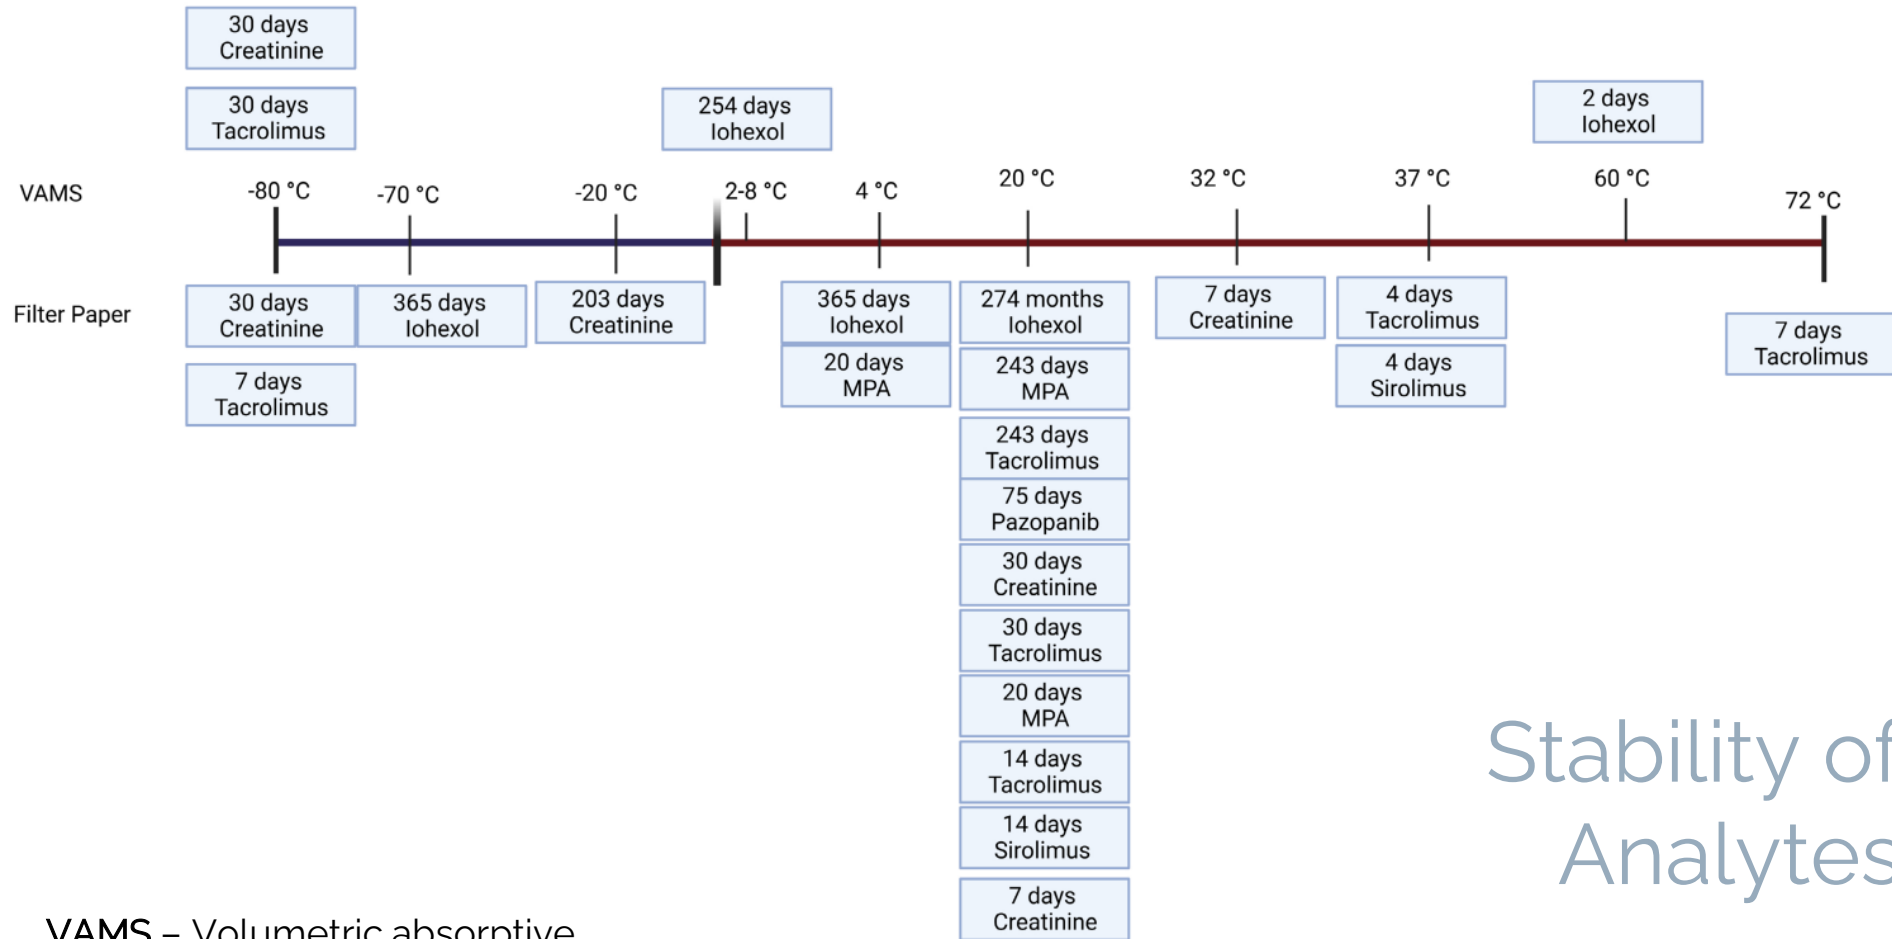 30 days
Creatinine
30 days
Tacrolimus
254 days
Iohexol
2 days
Iohexol
VAMS
-80 °C
-70 °C
-20 °C
2-8 °C
4 °C
20 °C
32 °C
37 °C
60 °C
72 °C
Filter Paper
30 days
Creatinine
7 days
Tacrolimus
365 days
Iohexol
203 days
Creatinine
365 days
Iohexol
20 days
MPA
274 months
Iohexol
243 days
MPA
243 days
Tacrolimus
75 days
Pazopanib
30 days
Creatinine
30 days
Tacrolimus
20 days
MPA
14 days
Tacrolimus
14 days
Sirolimus
7 days
Creatinine
7 days
Creatinine
4 days
Tacrolimus
4 days
Sirolimus
7 days
Tacrolimus
Stability of
Analytes
VAMS – Volumetric absorptive